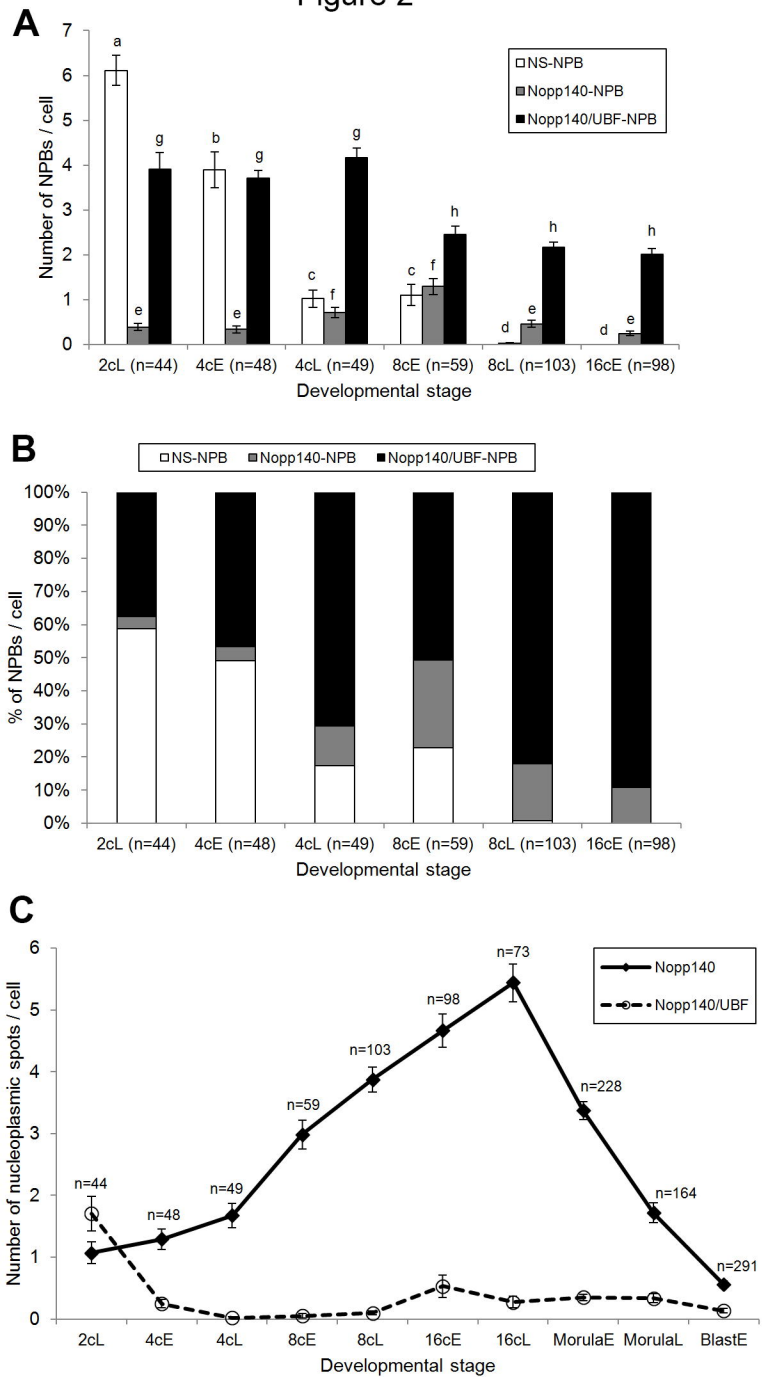 Figure 2
A
7
6
5
4
3
2
1
0
Number of NPBs / cell
NS-NPB
Nopp140-NPB
Nopp140/UBF-NPB
a
e
g
b
e
g
c
f
g
c
f
h
d
e
h
d
e
h
2cL (n=44) 4cE (n=48) 4cL (n=49) 8cE (n=59) 8cL (n=103) 16cE (n=98)
Developmental stage
B
NS-NPB Nopp140-NPB Nopp140/UBF-NPB
100%
90%
80%
70%
60%
50%
40%
30%
20%
10%
0%
% of NPBs / cell
2cL (n=44) 4cE (n=48) 4cL (n=49) 8cE (n=59) 8cL (n=103) 16cE (n=98)
Developmental stage
C
6
5
4
3
2
1
0
Number of nucleoplasmic spots / cell
Nopp140
Nopp140/UBF
n=44
n=48
n=49
n=59
n=103
n=98
n=73
n=228
n=164
n=291
2cL 4cE 4cL 8cE 8cL 16cE 16cL MorulaE MorulaL BlastE
Developmental stage